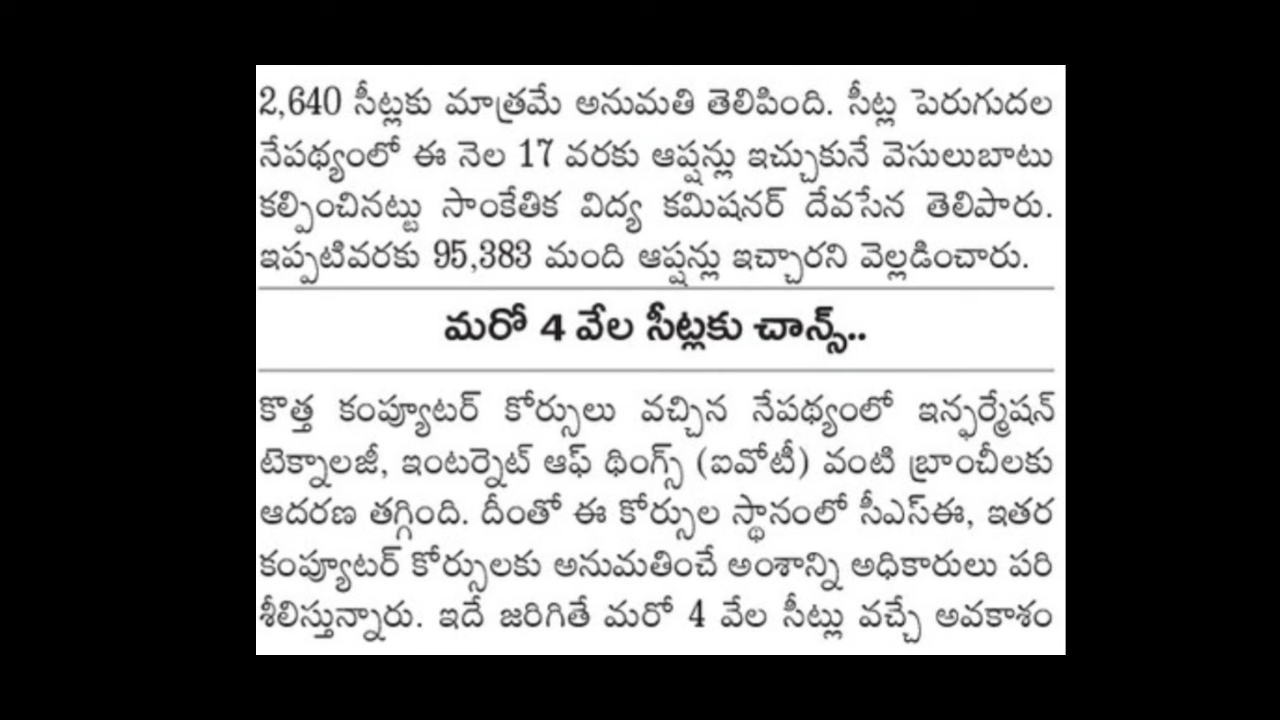 2,640 సీట్లకు మాత్రమే అనుమతి తెలిపింది. సీట్ల పెరుగుదల
నేపథ్యంలో ఈ నెల 17 వరకు ఆప్షన్లు ఇచ్చుకునే వెసులుబాటు
కల్పించినట్టు సాంకేతిక విద్య కమిషనర్ దేవసేన తెలిపారు.
ఇప్పటివరకు 95,383 మంది ఆప్షన్లు ఇచ్చారని వెల్లడించారు.
మరో 4 వేల సీట్లకు చాన్స్..
కొత్త కంప్యూటర్ కోర్సులు వచ్చిన నేపథ్యంలో ఇన్ఫర్మేషన్
టెక్నాలజీ, ఇంటర్నెట్ ఆఫ్ థింగ్స్ (ఐవోటీ) వంటి బ్రాంచీలకు
ఆదరణ తగ్గింది. దీంతో ఈ కోర్సుల స్థానంలో సీఎస్ఈ, ఇతర
కంప్యూటర్ కోర్సులకు అనుమతించే అంశాన్ని అధికారులు పరి
శీలిస్తున్నారు. ఇదే జరిగితే మరో 4 వేల సీట్లు వచ్చే అవకాశం